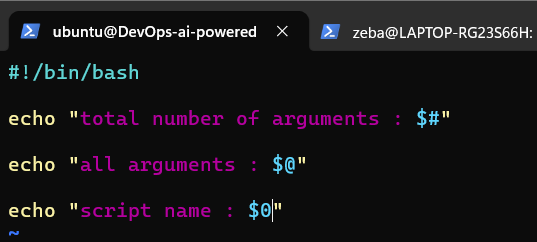 ubuntu@DevOps-ai-powered
zeba@LAPTOP-RG23S66H:
#!/bin/bash
echo "total number of arguments : $#"
echo "all arguments : $@"
echo "script name : $0"
~